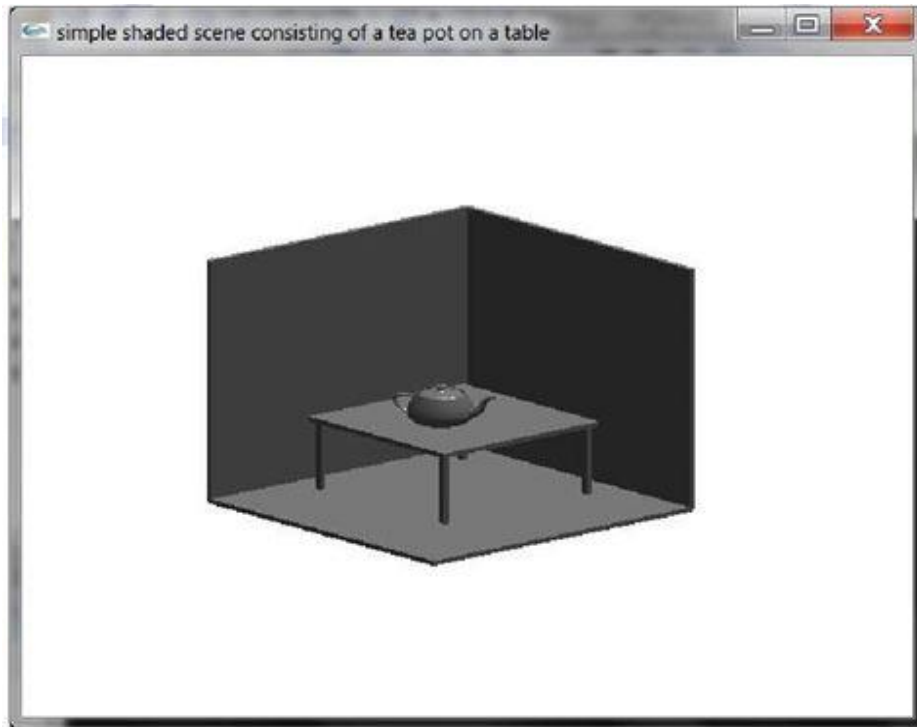 simple shaded scene consisting of a tea pot on a table